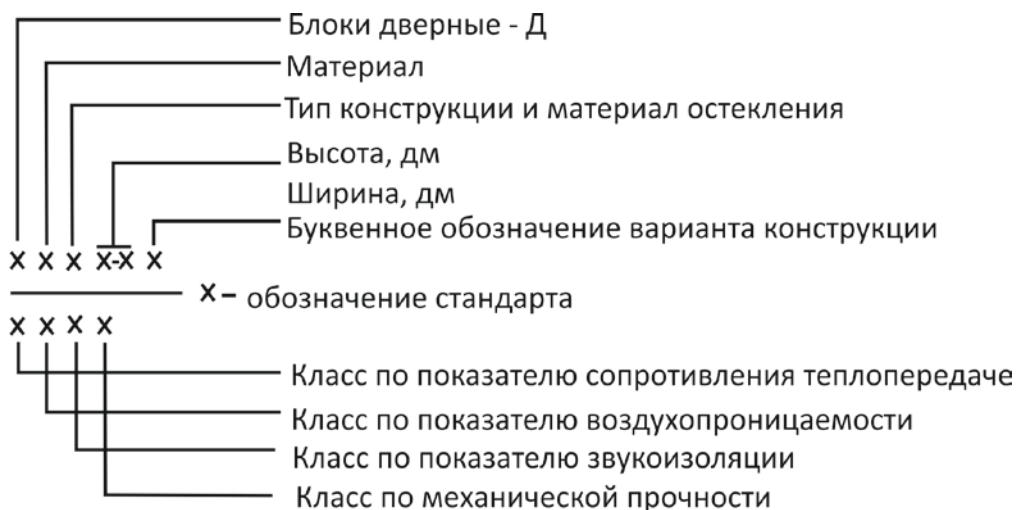 Блоки дверные - Д
Материал
Тип конструкции и материал остекления
Высота, дм
Ширина, дм
Буквенное обозначение варианта конструкции
х х х х-х х
х – обозначение стандарта
х х х х
Класс по показателю сопротивления теплопередаче
Класс по показателю воздухопроницаемости
Класс по показателю звукоизоляции
Класс по механической прочности